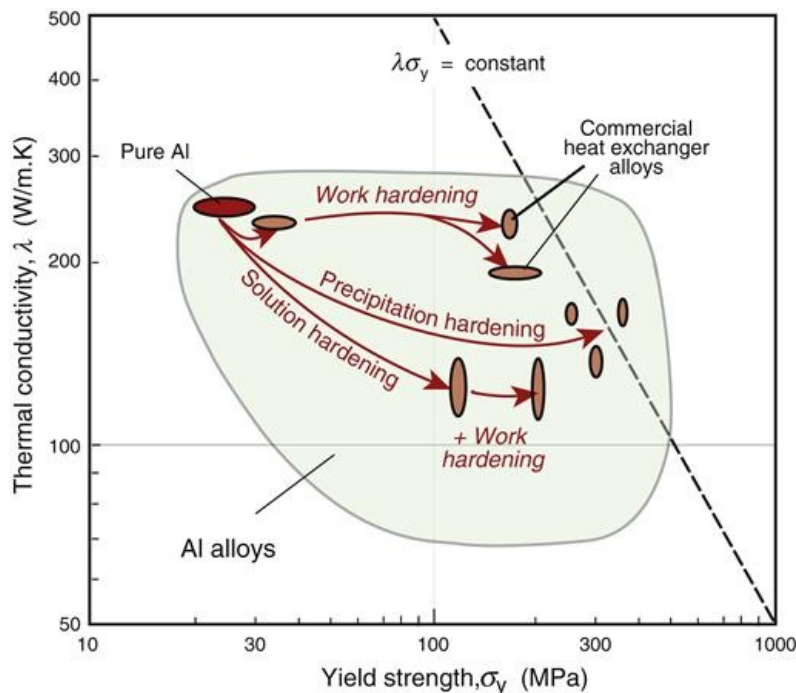 500
400
300
200
100
50
Thermal conductivity, λ (W/m.K)
λσy = constant
Commercial
heat exchanger
alloys
Pure Al
Work hardening
Precipitation hardening
Solution hardening
+ Work
hardening
Al alloys
10
30
100
300
1000
Yield strength,σy (MPa)